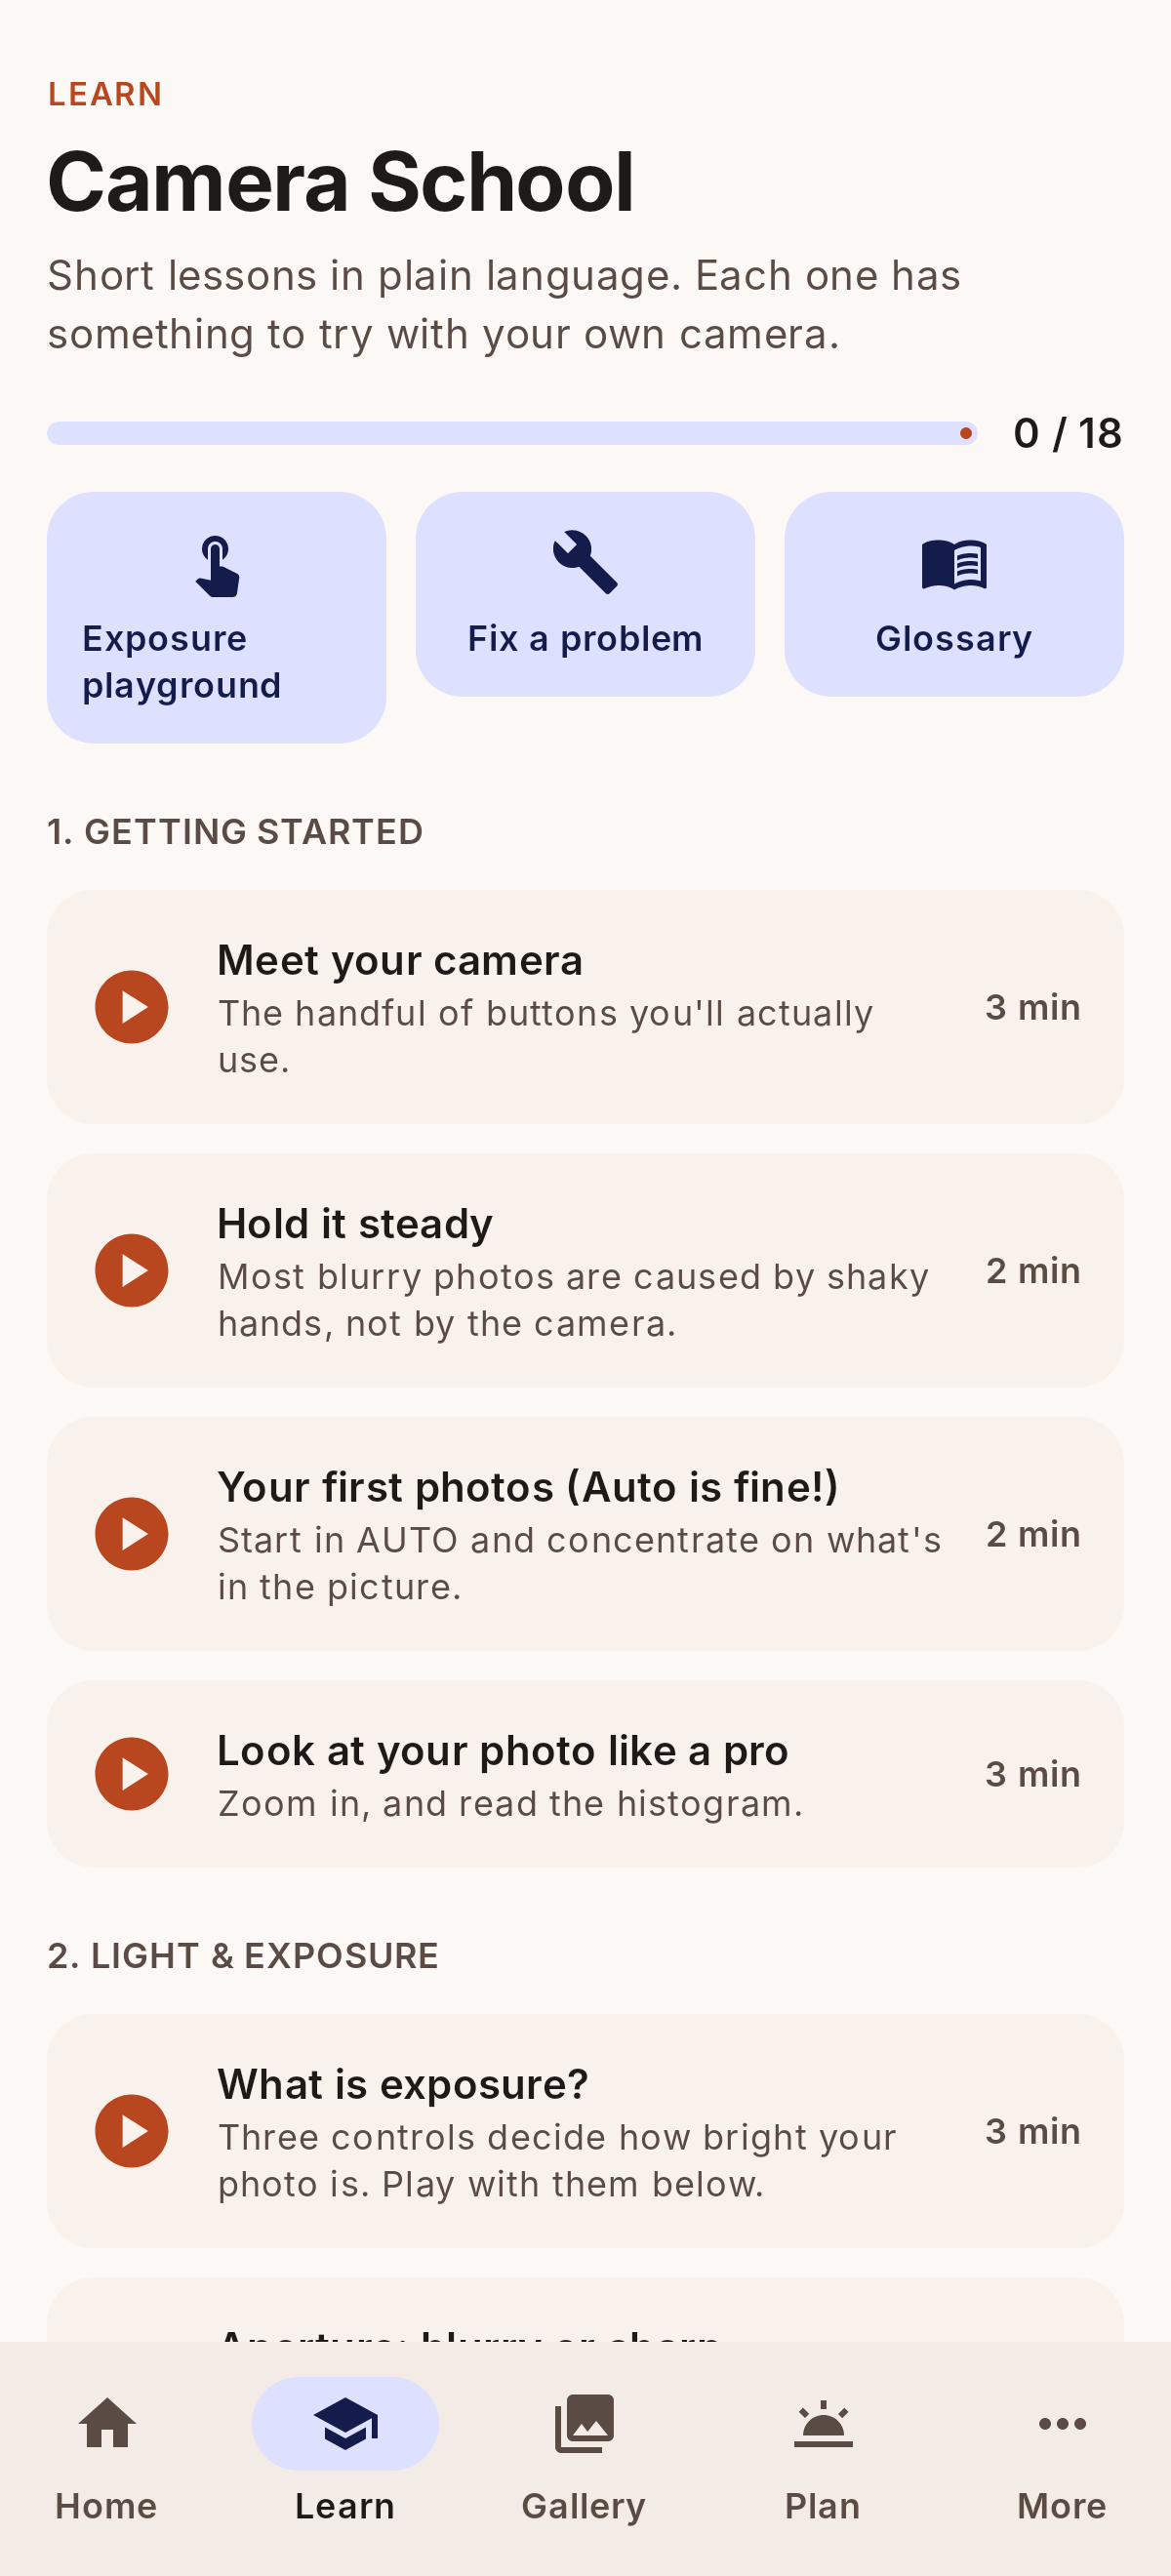 LEARN
Camera School
Short lessons in plain language. Each one has
something to try with your own camera.
0 / 18
Exposure
playground
Fix a problem
Glossary
1. GETTING STARTED
Meet your camera
The handful of buttons you'll actually
use.
3 min
Hold it steady
Most blurry photos are caused by shaky
hands, not by the camera.
2 min
Your first photos (Auto is fine!)
Start in AUTO and concentrate on what's
in the picture.
2 min
Look at your photo like a pro
Zoom in, and read the histogram.
3 min
2. LIGHT & EXPOSURE
What is exposure?
Three controls decide how bright your
photo is. Play with them below.
3 min
Aperture: blurry or sharp
Home
Learn
Gallery
Plan
More